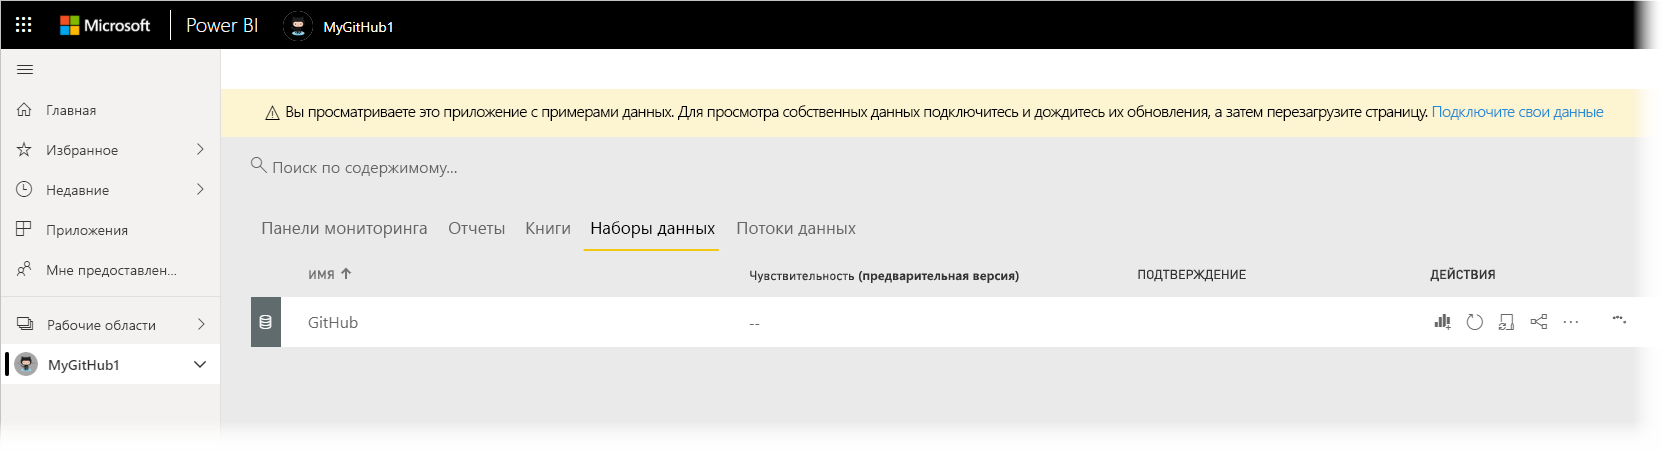 Microsoft Power BI MyGitHub1
Главная
Вы просматриваете это приложение с примерами данных. Для просмотра собственных данных подключитесь и дождитесь их обновления, а затем перезагрузите страницу. Подключите свои данные
Избранное
Поиск по содержимому...
Недавние
Приложения
Панели мониторинга Отчеты Книги Наборы данных Потоки данных
Мне предоставлен...
ИМЯ Чувствительность (предварительная версия) ПОДТВЕРЖДЕНИЕ ДЕЙСТВИЯ
Рабочие области
GitHub --
MyGitHub1